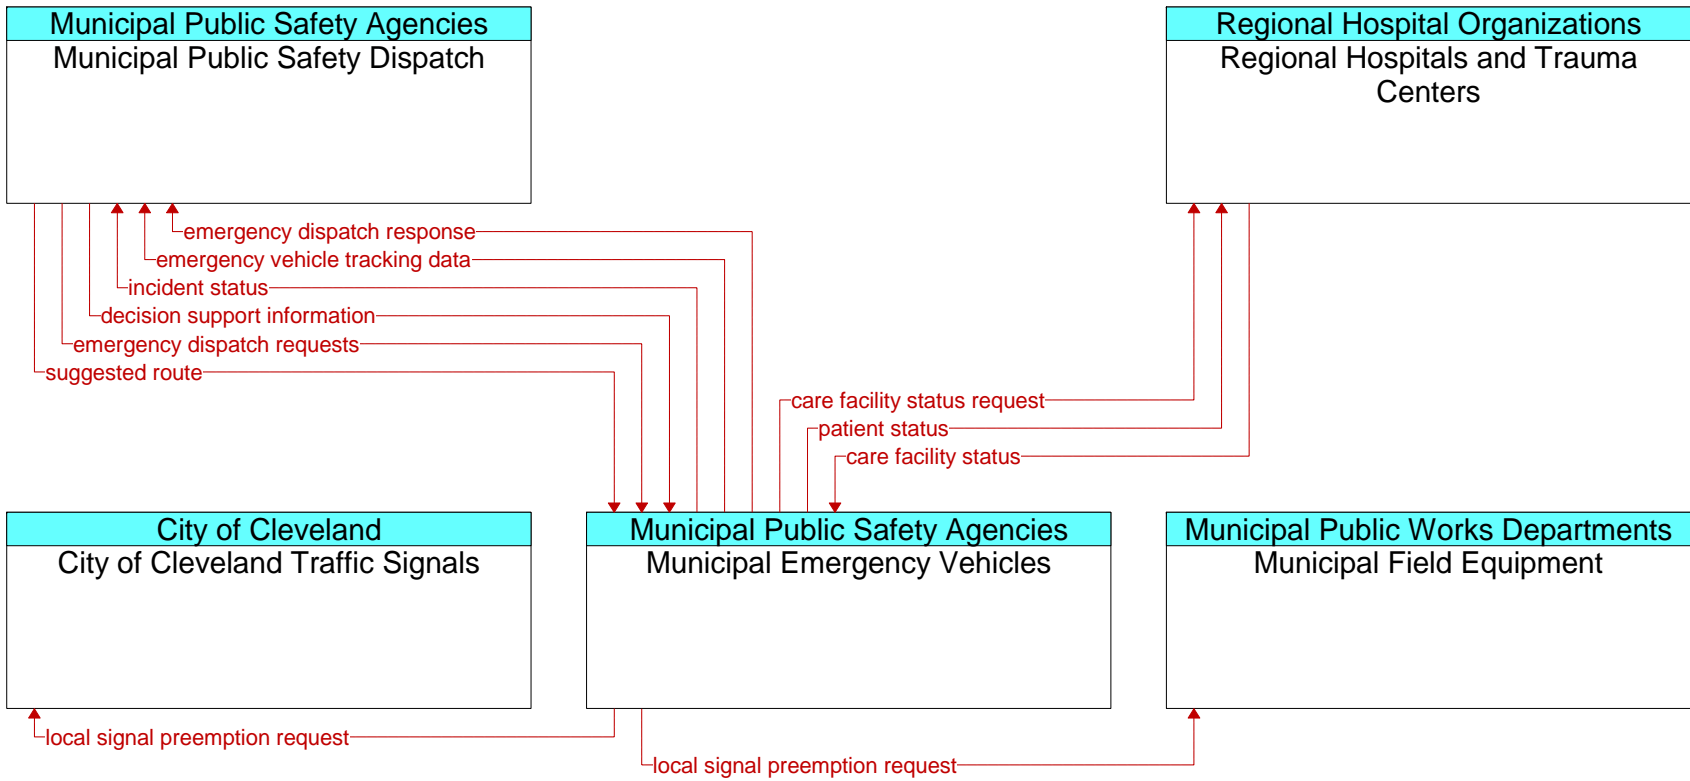 Municipal Public Safety Agencies
Municipal Public Safety Dispatch
Regional Hospital Organizations
Regional Hospitals and Trauma
Centers
emergency dispatch response
emergency vehicle tracking data
incident status
decision support information
emergency dispatch requests
suggested route
care facility status request
patient status
care facility status
City of Cleveland
City of Cleveland Traffic Signals
Municipal Public Safety Agencies
Municipal Emergency Vehicles
Municipal Public Works Departments
Municipal Field Equipment
local signal preemption request
local signal preemption request